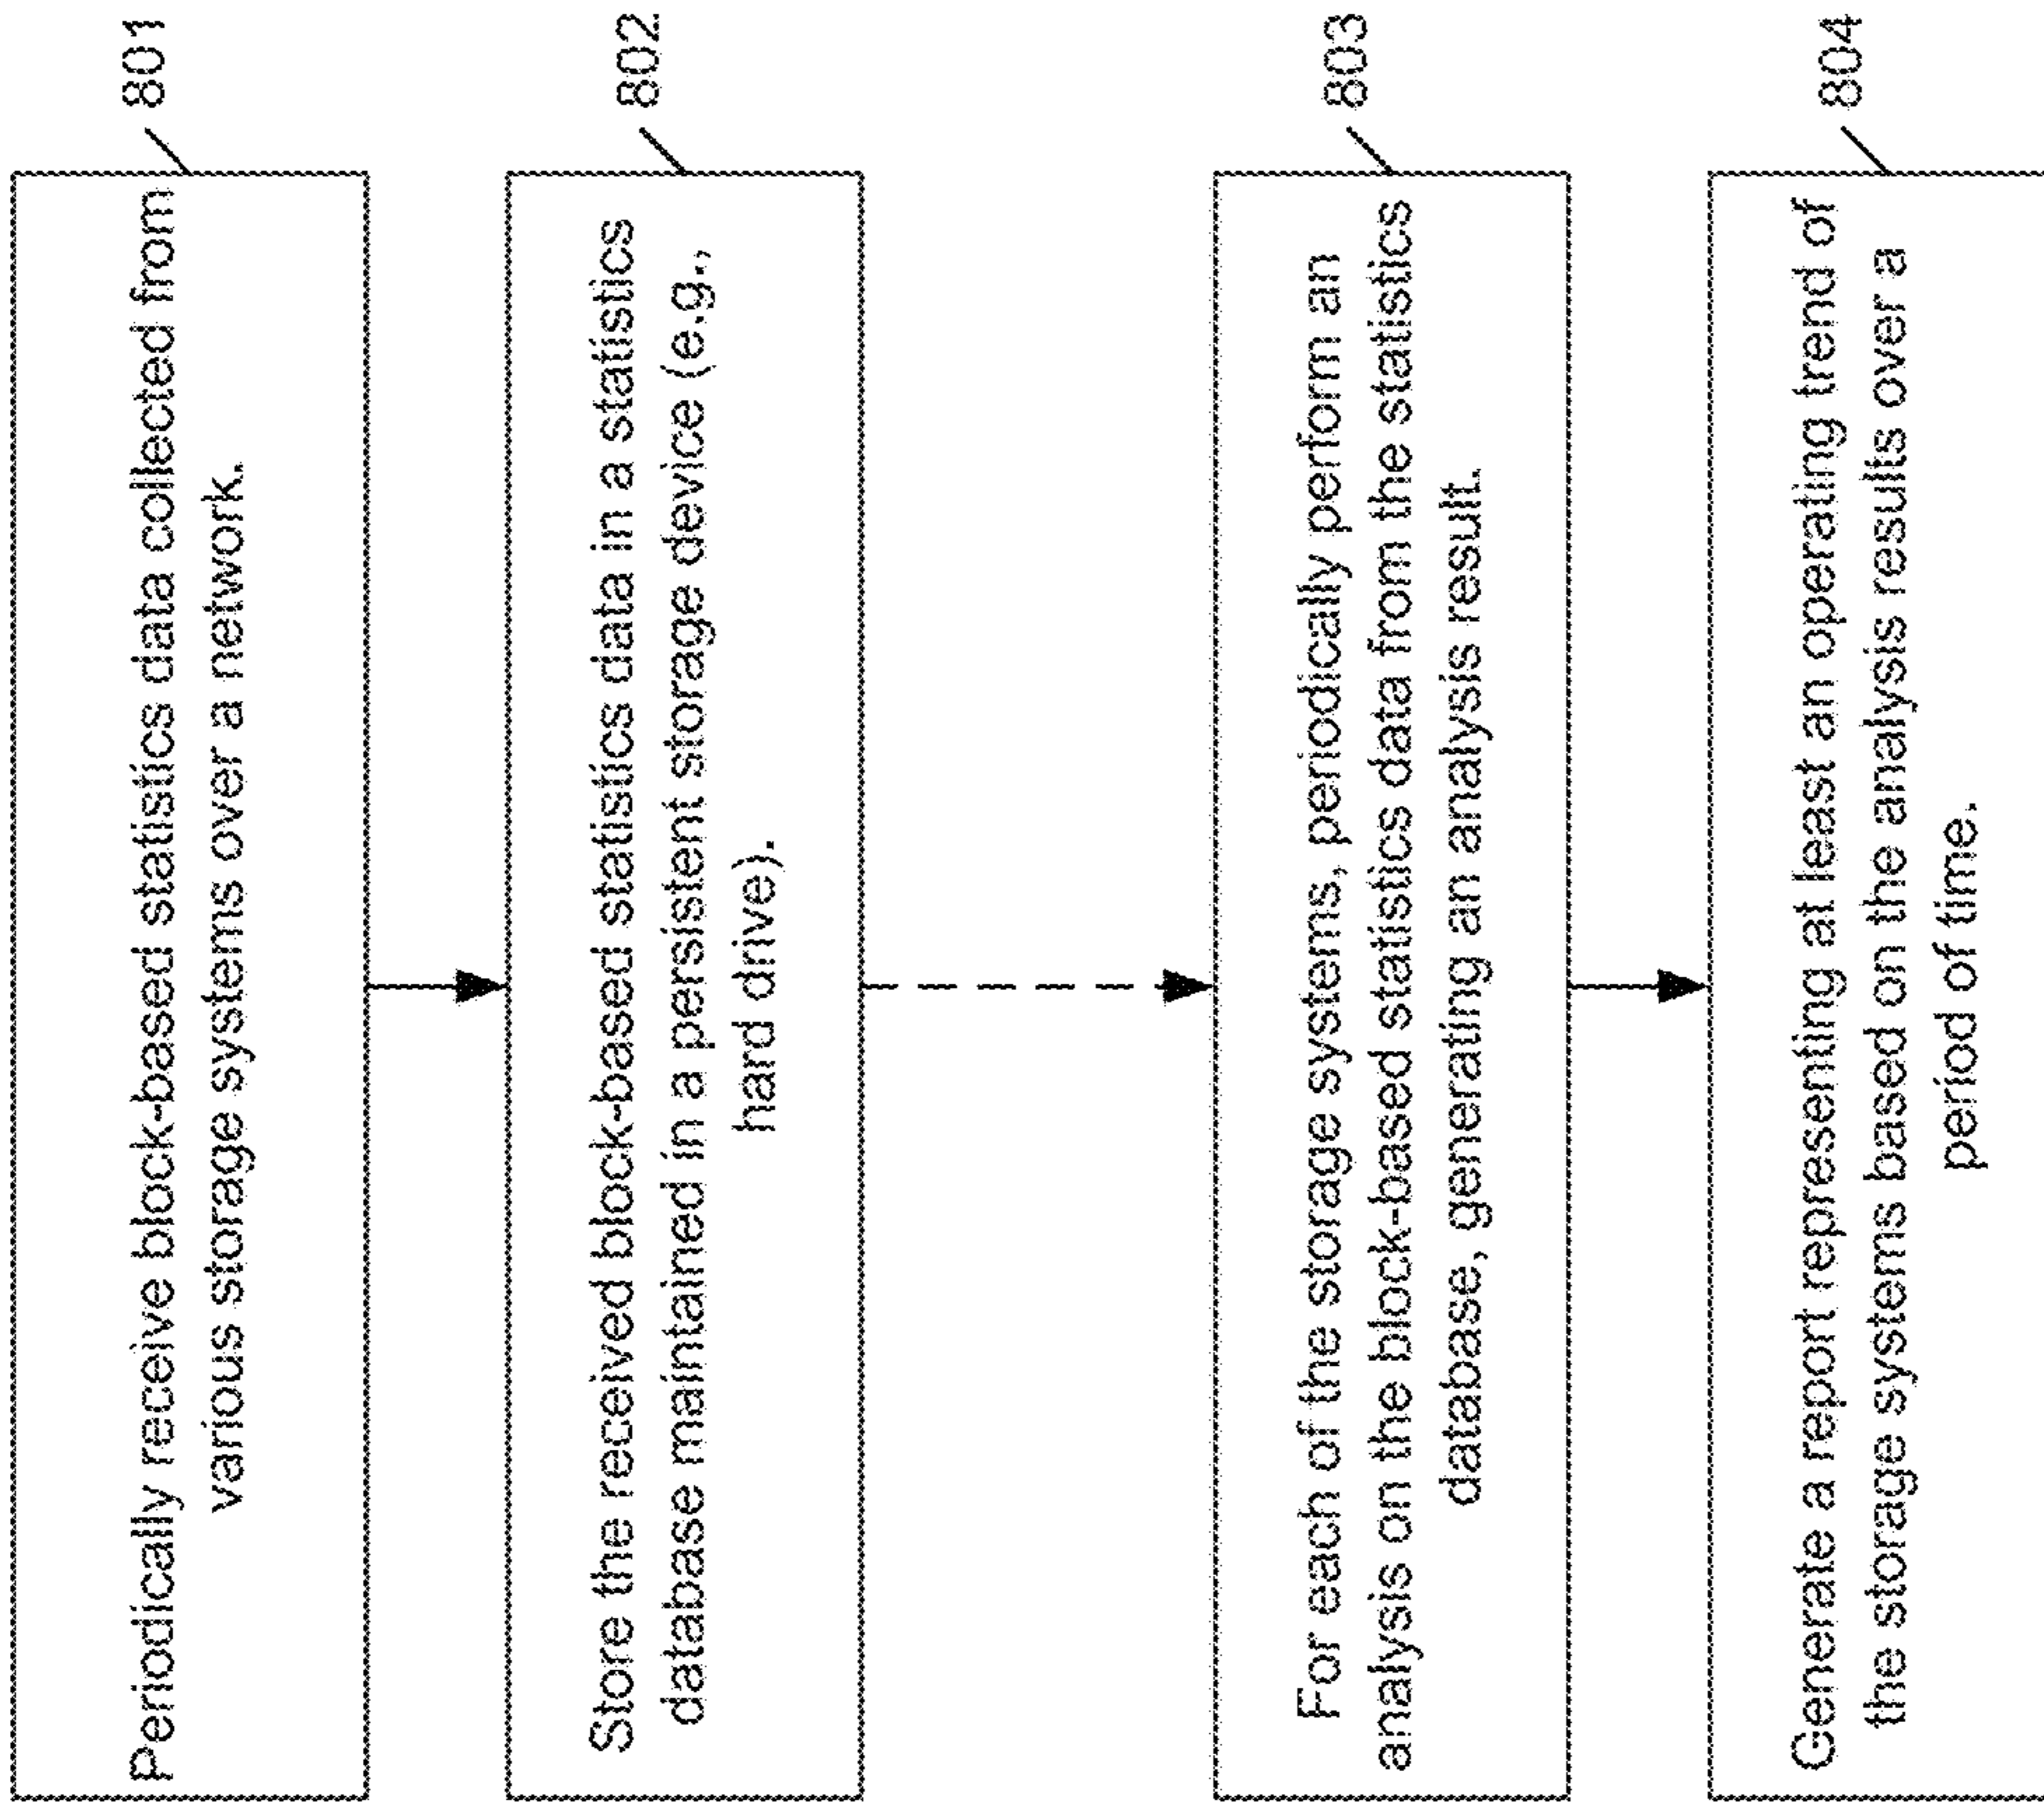 Periodically receive block-based statistics data collected from
various storage systems over a network.
801
Store the received block-based statistics data in a statistics
database maintained in a persistent storage device (e.g.,
hard drive).
802
For each of the storage systems, periodically perform an
analysis on the block-based statistics data from the statistics
database, generating an analysis result.
803
Generate a report representing at least an operating trend of
the storage systems based on the analysis results over a
period of time.
804